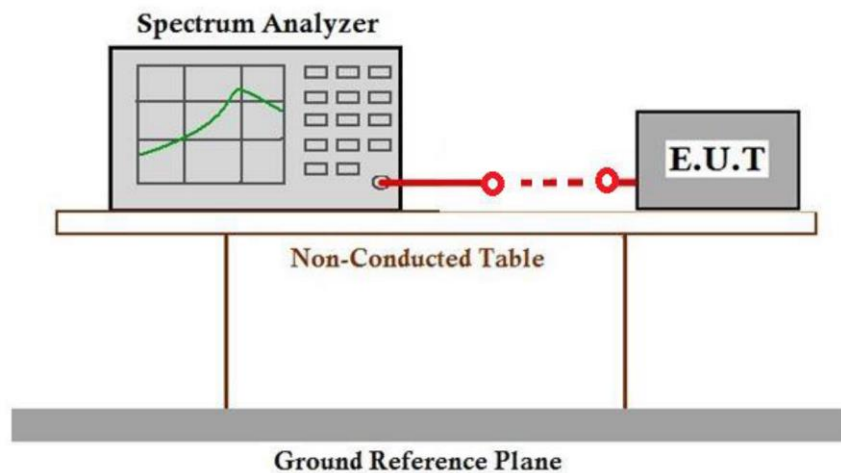 Spectrum Analyzer
E.U.T
Non-Conducted Table
Ground Reference Plane